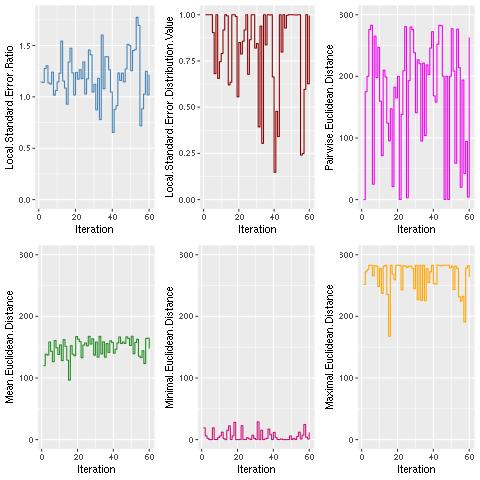 Local.Standard.Error.Ratio
1.5
1.0
0.5
0.0
0 20 40 60
Iteration
Local.Standard.Error.Distribution.Value
1.00
0.75
0.50
0.25
0.00
0 20 40 60
Iteration
Pairwise.Euclidean.Distance
300
200
100
0
0 20 40 60
Iteration
Mean.Euclidean.Distance
300
200
100
0
0 20 40 60
Iteration
Minimal.Euclidean.Distance
300
200
100
0
0 20 40 60
Iteration
Maximal.Euclidean.Distance
300
200
100
0
0 20 40 60
Iteration